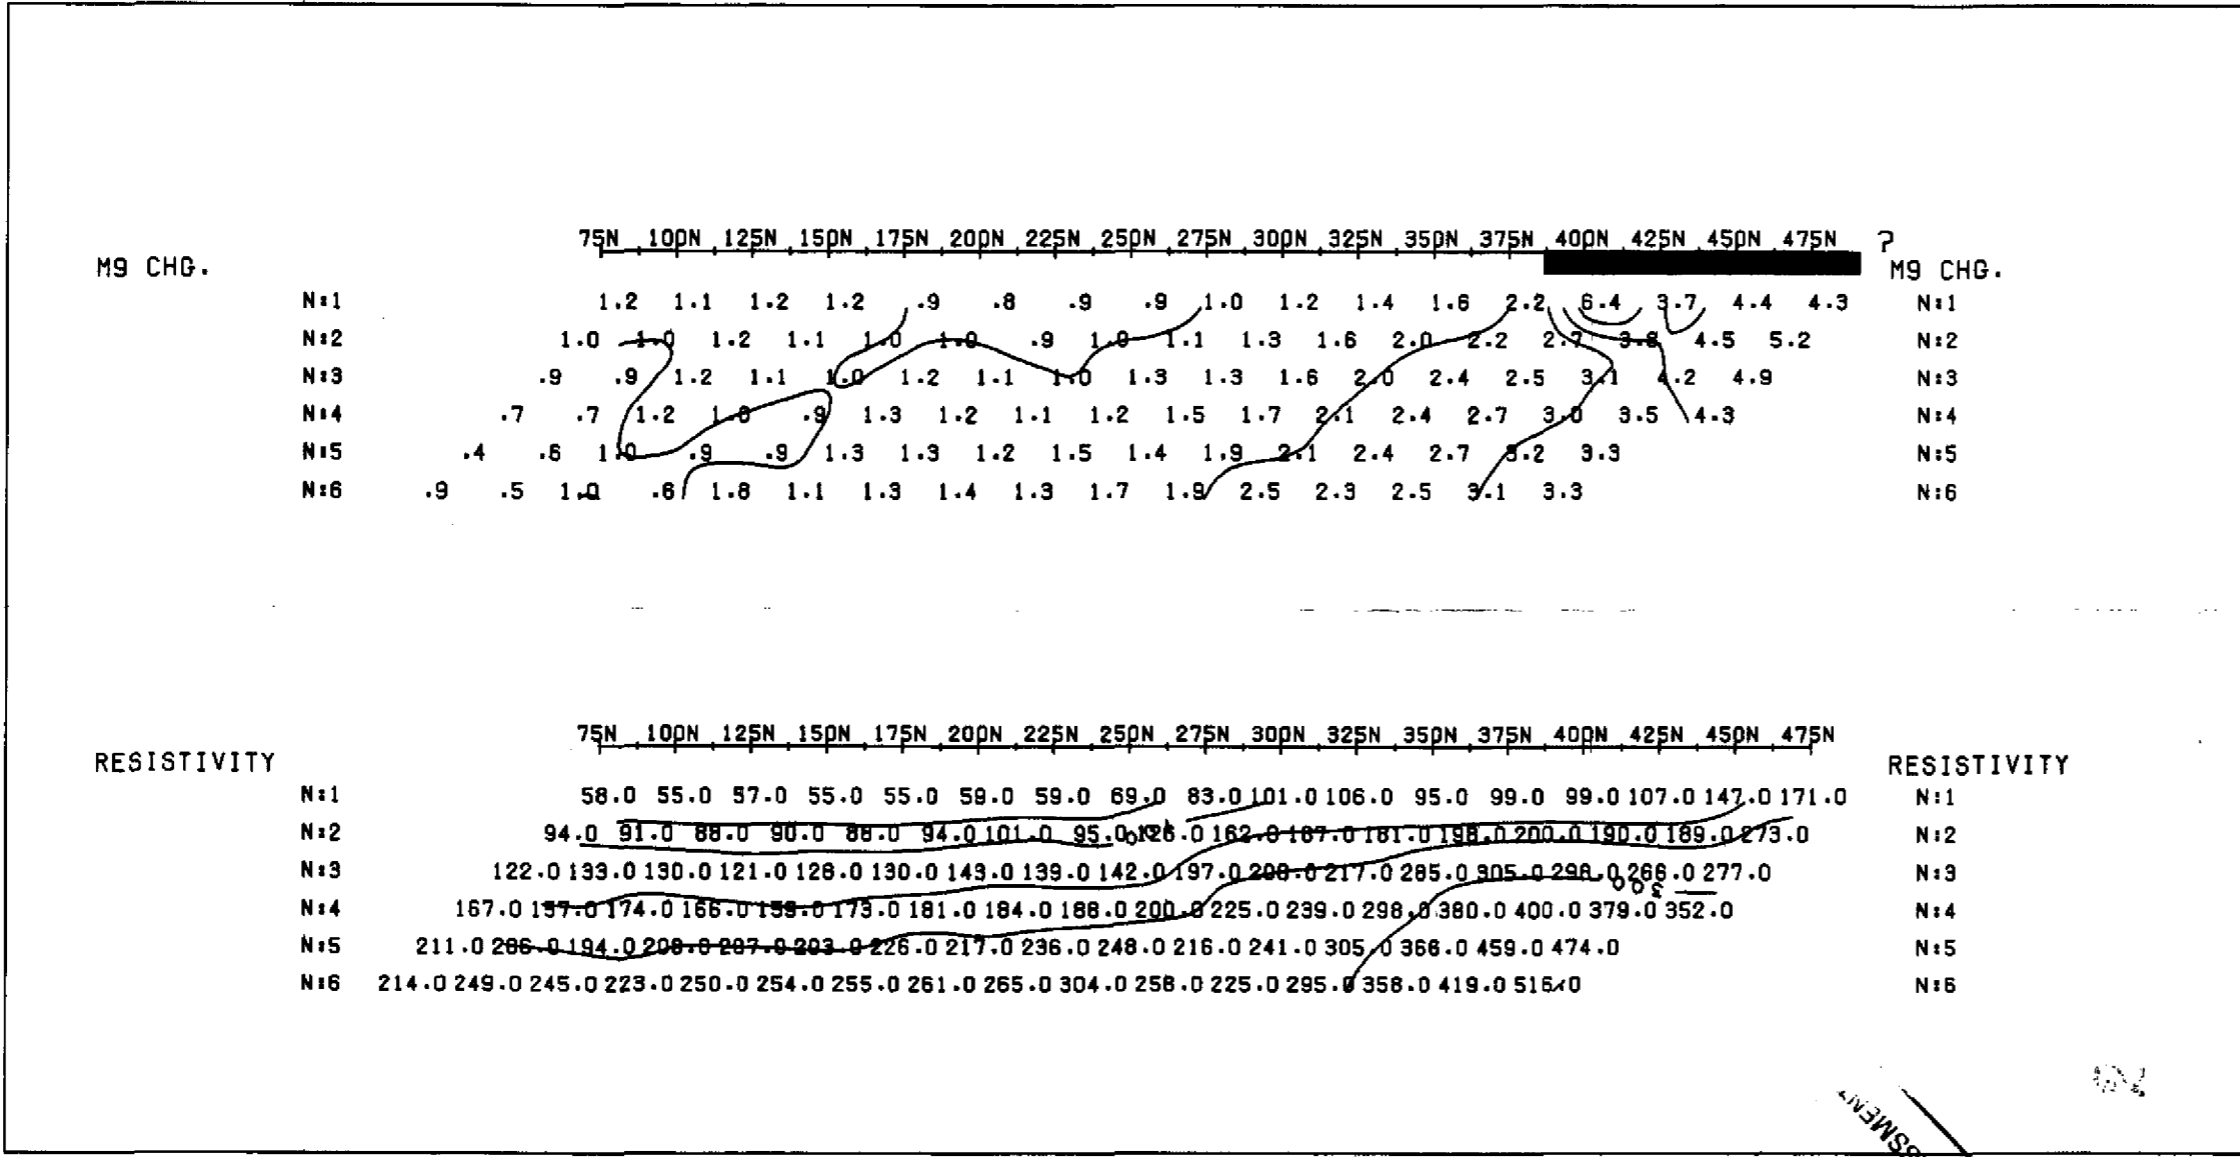 75N 100N 125N 150N 175N 200N 225N 250N 275N 300N 325N 350N 375N 400N 425N 450N 475N ?
M9 CHG. M9 CHG.
N:1 1.2 1.1 1.2 1.2 .9 .8 .9 .9 1.0 1.2 1.4 1.6 2.2 6.4 3.7 4.4 4.3 N:1
N:2 1.0 1.0 1.2 1.1 1.0 1.0 .9 1.0 1.1 1.3 1.6 2.0 2.2 2.7 3.8 4.5 5.2 N:2
N:3 .9 .9 1.2 1.1 1.0 1.2 1.1 1.0 1.3 1.3 1.6 2.0 2.4 2.5 3.1 4.2 4.9 N:3
N:4 .7 .7 1.2 1.0 .9 1.3 1.2 1.1 1.2 1.5 1.7 2.1 2.4 2.7 3.0 3.5 4.3 N:4
N:5 .4 .6 1.0 .9 .9 1.3 1.3 1.2 1.5 1.4 1.9 2.1 2.4 2.7 3.2 3.3 N:5
N:6 .9 .5 1.0 .6 1.8 1.1 1.3 1.4 1.3 1.7 1.9 2.5 2.3 2.5 3.1 3.3 N:6
75N 100N 125N 150N 175N 200N 225N 250N 275N 300N 325N 350N 375N 400N 425N 450N 475N
RESISTIVITY RESISTIVITY
N:1 58.0 55.0 57.0 55.0 55.0 59.0 59.0 69.0 83.0 101.0 106.0 95.0 99.0 99.0 107.0 147.0 171.0 N:1
N:2 94.0 91.0 88.0 90.0 88.0 94.0 101.0 95.0 126.0 162.0 167.0 181.0 198.0 200.0 190.0 189.0 273.0 N:2
N:3 122.0 133.0 130.0 121.0 128.0 130.0 143.0 139.0 142.0 197.0 208.0 217.0 285.0 305.0 298.0 266.0 277.0 N:3
300
N:4 167.0 157.0 174.0 166.0 159.0 173.0 181.0 184.0 188.0 200.0 225.0 239.0 298.0 380.0 400.0 379.0 352.0 N:4
N:5 211.0 206.0 194.0 208.0 207.0 203.0 226.0 217.0 236.0 248.0 216.0 241.0 305.0 366.0 459.0 474.0 N:5
N:6 214.0 249.0 245.0 223.0 250.0 254.0 255.0 261.0 265.0 304.0 258.0 225.0 295.0 358.0 419.0 516.0 N:6